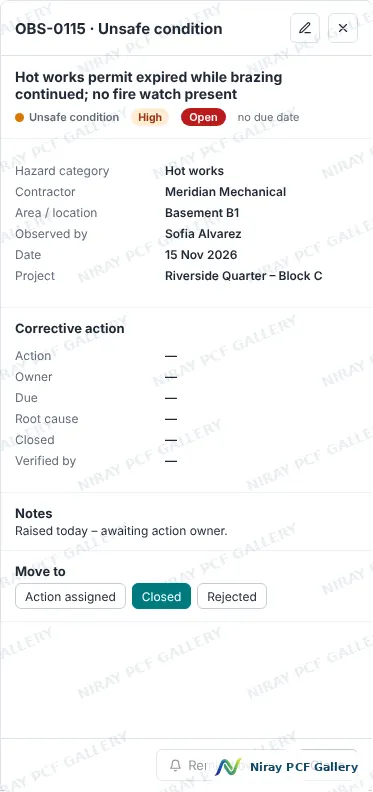 OBS-0115 · Unsafe condition
Hot works permit expired while brazing
continued; no fire watch present
Unsafe condition High Open no due date
Hazard category Hot works
Contractor Meridian Mechanical
Area / location Basement B1
Observed by Sofia Alvarez
Date 15 Nov 2026
Project Riverside Quarter – Block C
Corrective action
Action —
Owner —
Due —
Root cause —
Closed —
Verified by —
Notes
Raised today – awaiting action owner.
Move to
Action assigned Closed Rejected
Niray PCF Gallery
NIRAY PCF GALLERY